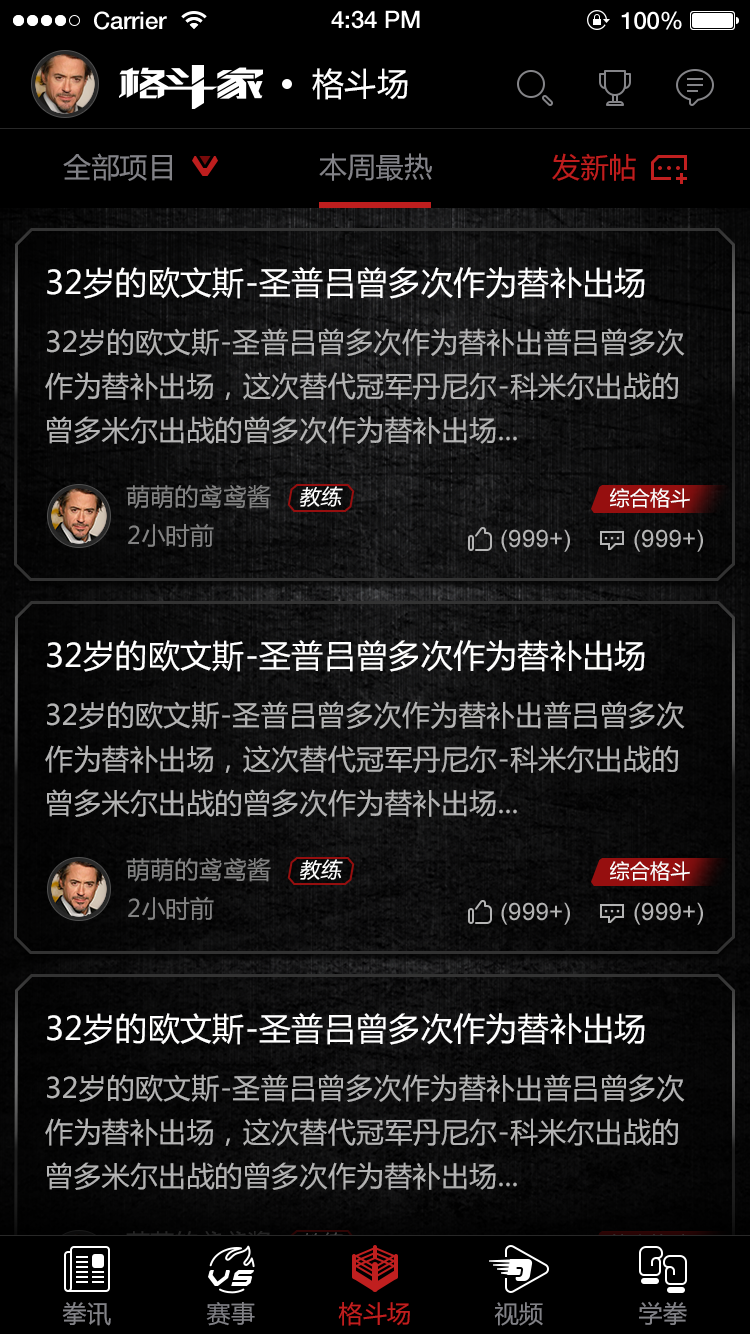 Carrier 4:34 PM 100%
格斗家·格斗场
全部项目 本周最热 发新帖
32岁的欧文斯-圣普吕曾多次作为替补出场
32岁的欧文斯-圣普吕曾多次作为替补出普吕曾多次
作为替补出场，这次替代冠军丹尼尔-科米尔出战的
曾多米尔出战的曾多次作为替补出场...
萌萌的鸢鸢酱 教练 综合格斗
2小时前 (999+) (999+)
32岁的欧文斯-圣普吕曾多次作为替补出场
32岁的欧文斯-圣普吕曾多次作为替补出普吕曾多次
作为替补出场，这次替代冠军丹尼尔-科米尔出战的
曾多米尔出战的曾多次作为替补出场...
萌萌的鸢鸢酱 教练 综合格斗
2小时前 (999+) (999+)
32岁的欧文斯-圣普吕曾多次作为替补出场
32岁的欧文斯-圣普吕曾多次作为替补出普吕曾多次
作为替补出场，这次替代冠军丹尼尔-科米尔出战的
曾多米尔出战的曾多次作为替补出场...
VS
拳讯 赛事 格斗场 视频 学拳